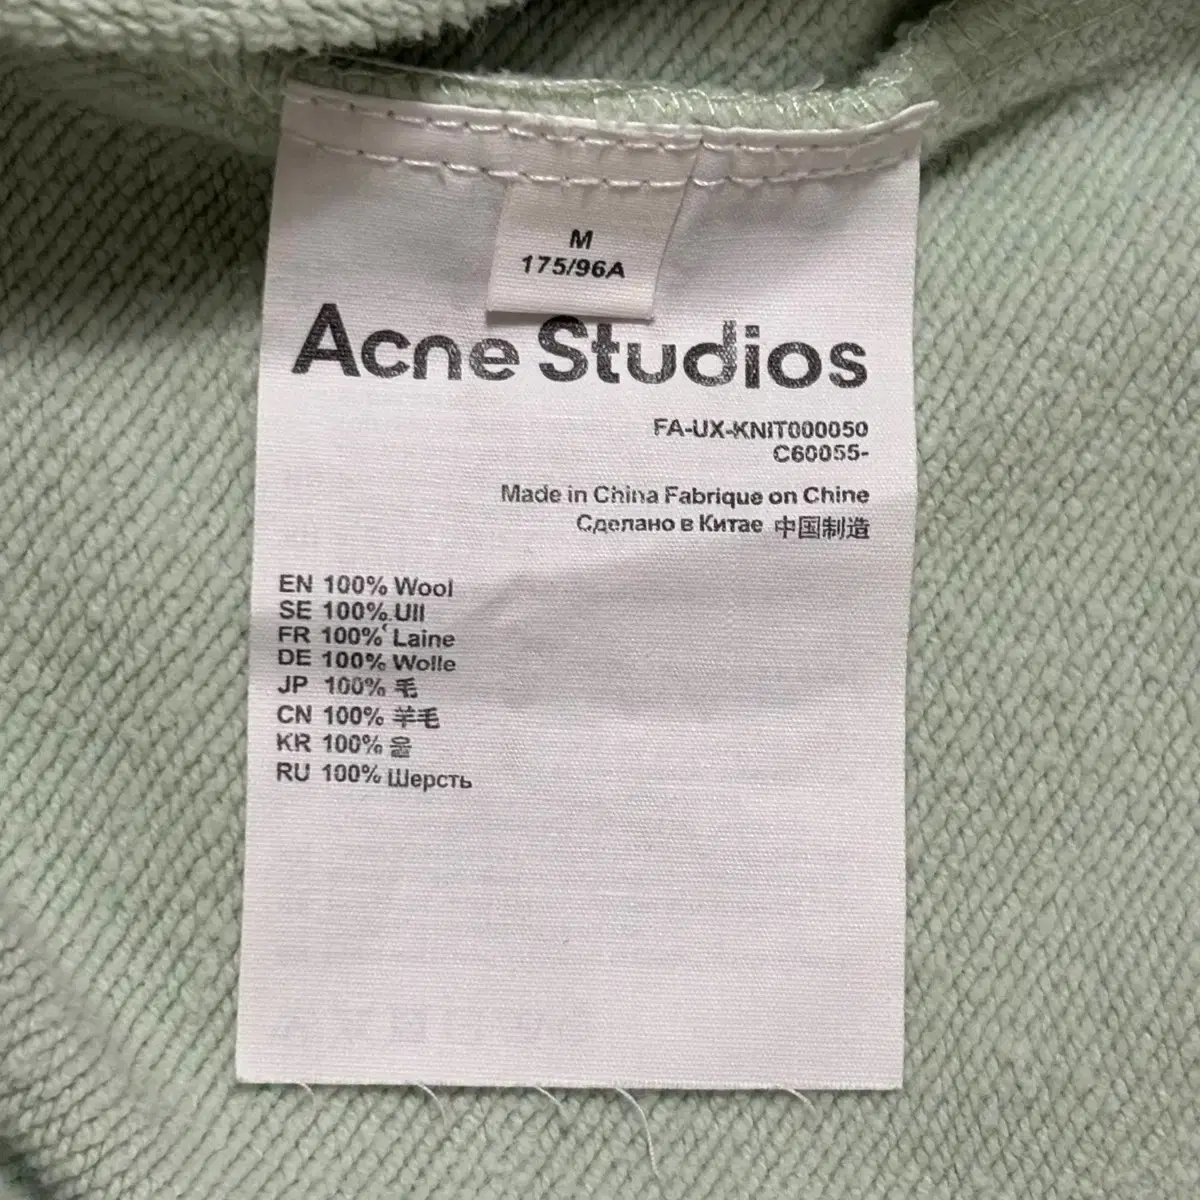 M
175/96A
Acne Studios
FA-UX-KNIT000050
C60055-
Made in China Fabrique on Chine
Сделано в Китае 中国制造
EN 100% Wool
SE 100% Ull
FR 100% Laine
DE 100% Wolle
JP 100% 毛
CN 100% 羊毛
KR 100% 울
RU 100% Шерсть